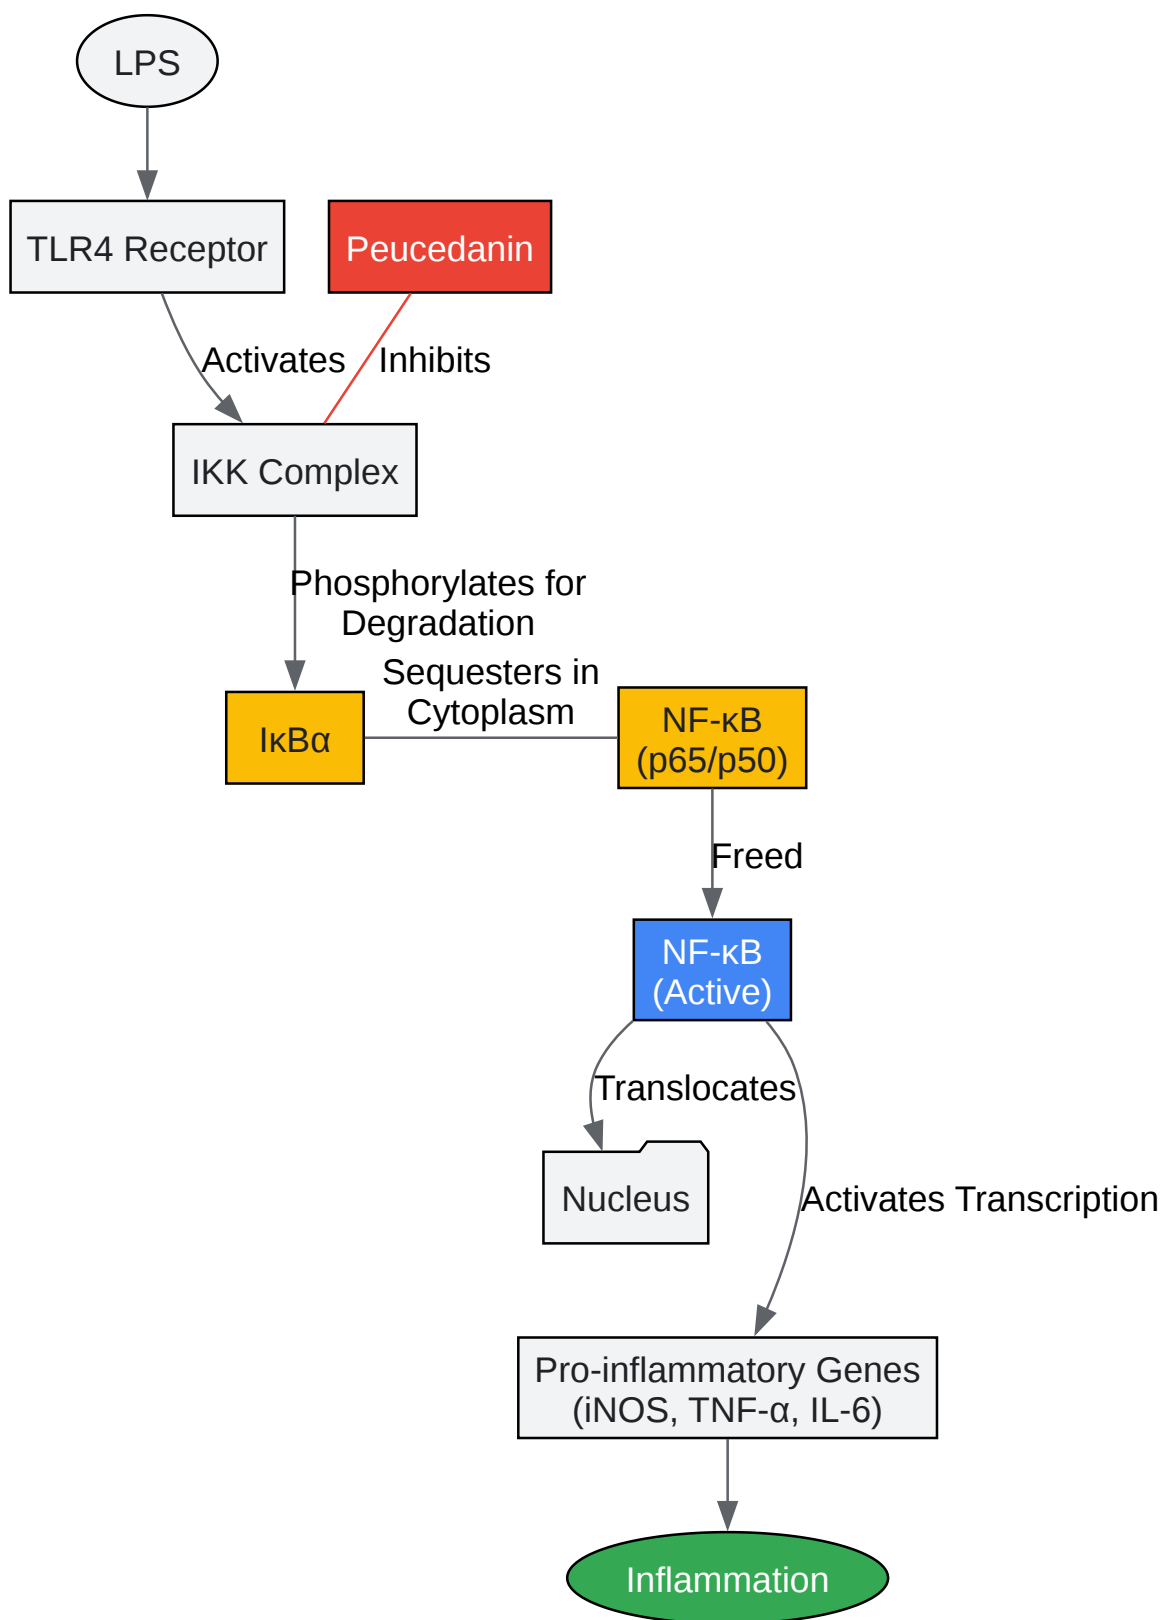 LPS
TLR4 Receptor
Peucedanin
Activates
Inhibits
IKK Complex
Phosphorylates for
Degradation
Sequesters in
Cytoplasm
IκBα
NF-κB
(p65/p50)
Freed
NF-κB
(Active)
Translocates
Nucleus
Activates Transcription
Pro-inflammatory Genes
(iNOS, TNF-α, IL-6)
Inflammation